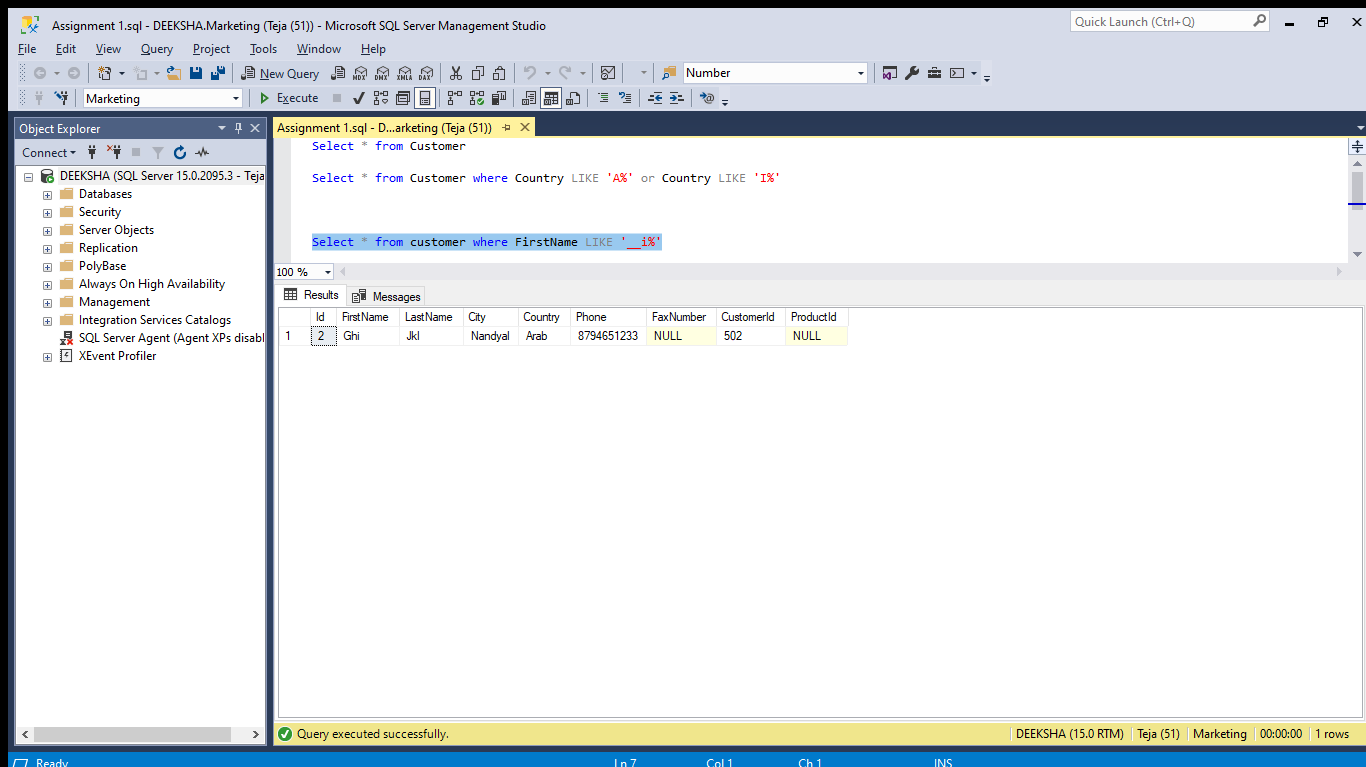 Assignment 1.sql - DEEKSHA.Marketing (Teja (51)) - Microsoft SQL Server Management Studio
Quick Launch (Ctrl+Q)
File Edit View Query Project Tools Window Help
New Query MDX DMX XMLA DAX Number
Marketing Execute
Object Explorer
Assignment 1.sql - D...arketing (Teja (51))
Connect
DEEKSHA (SQL Server 15.0.2095.3 - Teja
Databases
Security
Server Objects
Replication
PolyBase
Always On High Availability
Management
Integration Services Catalogs
SQL Server Agent (Agent XPs disabl
XEvent Profiler
Select * from Customer
Select * from Customer where Country LIKE 'A%' or Country LIKE 'I%'
Select * from customer where FirstName LIKE '__i%'
100 %
Results Messages
Id FirstName LastName City Country Phone FaxNumber CustomerId ProductId
1 2 Ghi Jkl Nandyal Arab 8794651233 NULL 502 NULL
Query executed successfully. DEEKSHA (15.0 RTM) Teja (51) Marketing 00:00:00 1 rows
Ready Ln 7 Col 1 Ch 1 INS